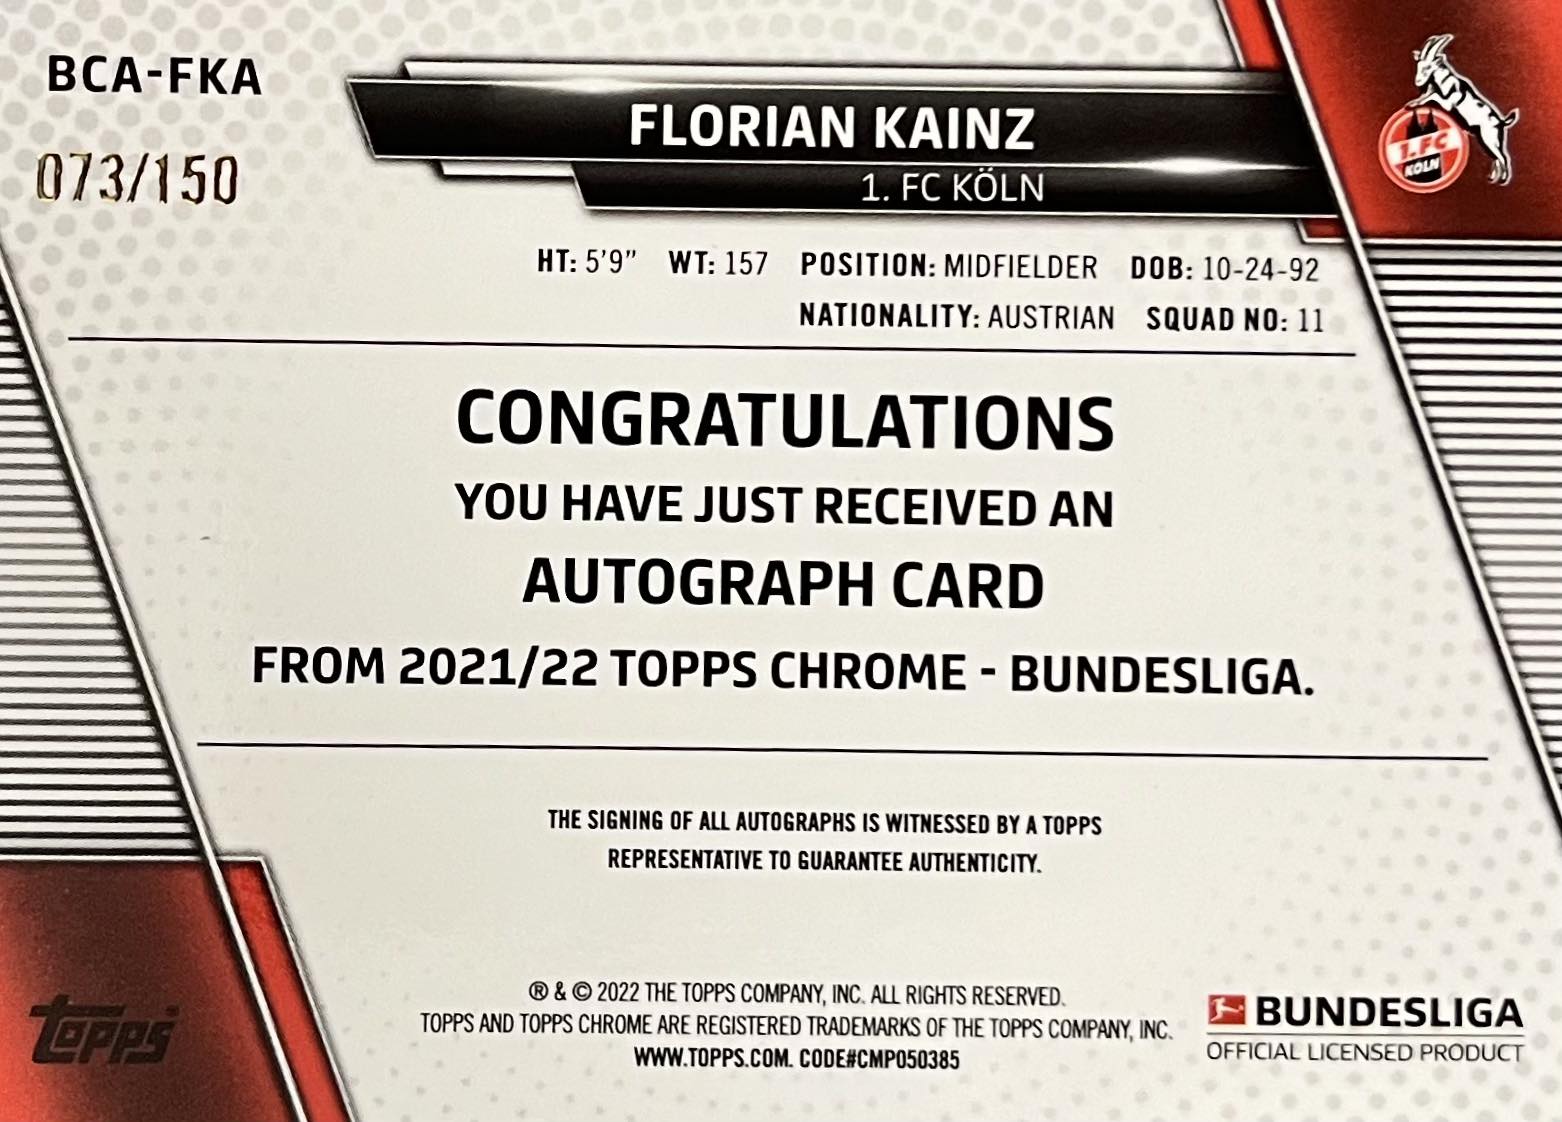 BCA-FKA
073/150
FLORIAN KAINZ
1. FC KÖLN
1. FC
KÖLN
HT: 5'9" WT: 157 POSITION: MIDFIELDER DOB: 10-24-92
NATIONALITY: AUSTRIAN SQUAD NO: 11
CONGRATULATIONS
YOU HAVE JUST RECEIVED AN
AUTOGRAPH CARD
FROM 2021/22 TOPPS CHROME - BUNDESLIGA.
THE SIGNING OF ALL AUTOGRAPHS IS WITNESSED BY A TOPPS
REPRESENTATIVE TO GUARANTEE AUTHENTICITY.
® & © 2022 THE TOPPS COMPANY, INC. ALL RIGHTS RESERVED.
TOPPS AND TOPPS CHROME ARE REGISTERED TRADEMARKS OF THE TOPPS COMPANY, INC.
WWW.TOPPS.COM. CODE#CMP050385
topps
BUNDESLIGA
OFFICIAL LICENSED PRODUCT